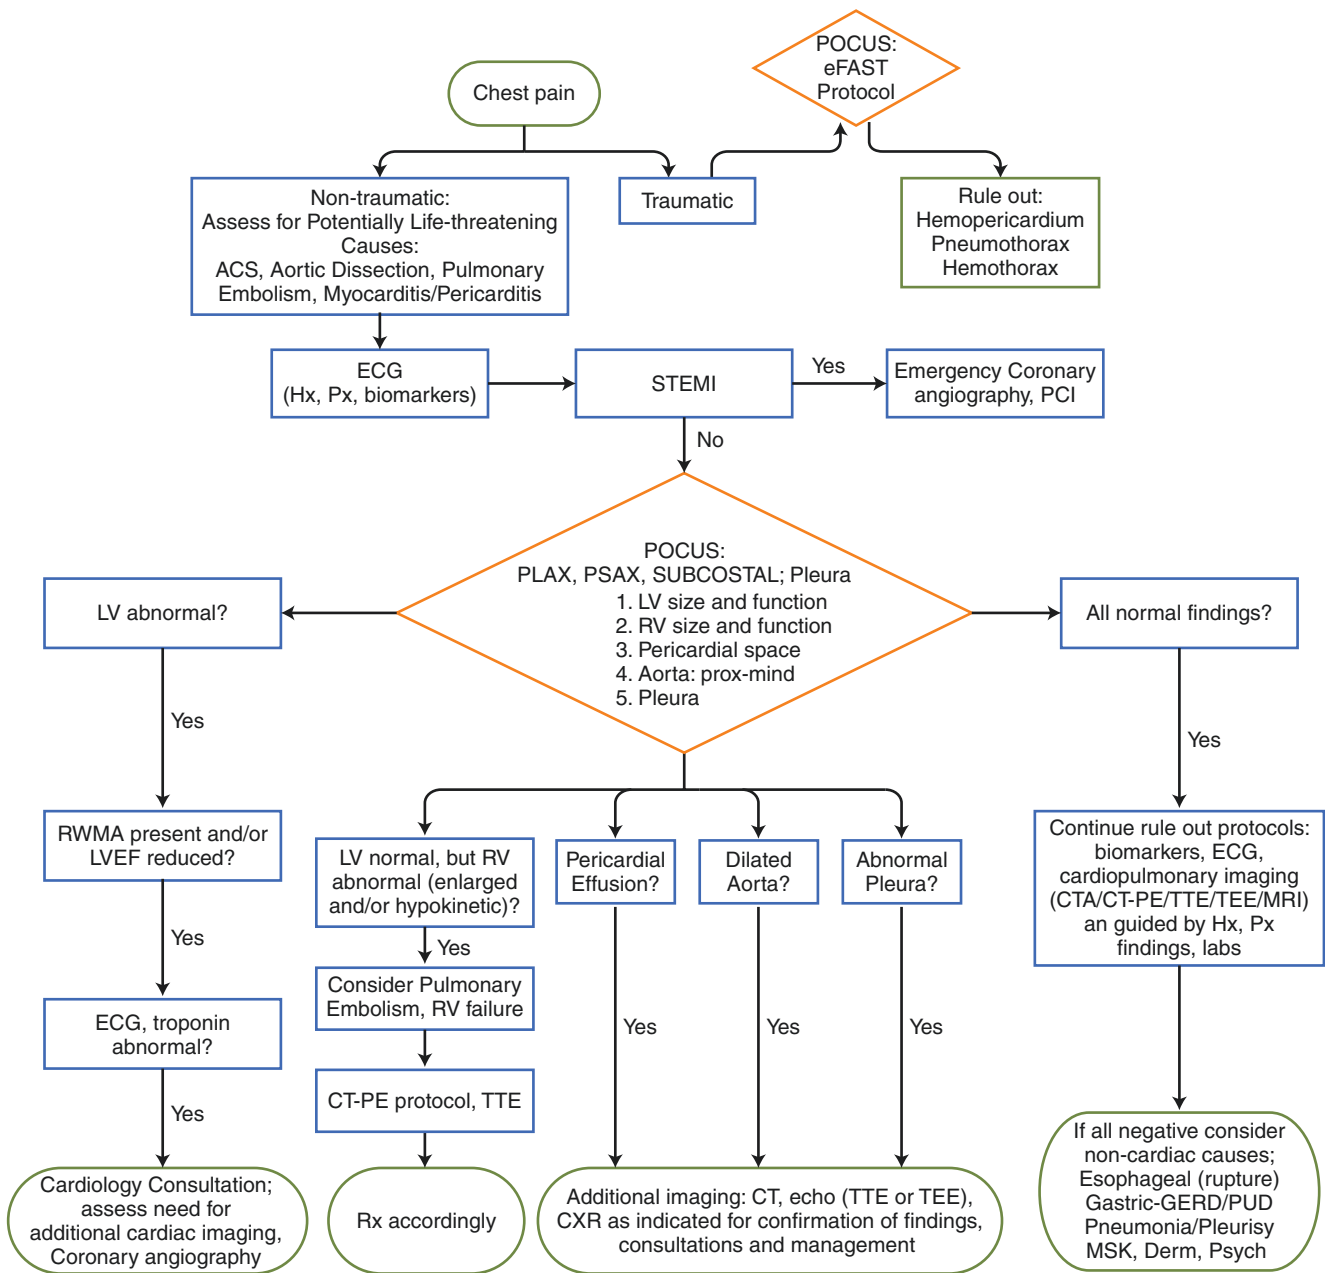 POCUS:
eFAST
Protocol
Chest pain
Non-traumatic:
Assess for Potentially Life-threatening
Causes:
ACS, Aortic Dissection, Pulmonary
Embolism, Myocarditis/Pericarditis
Traumatic
Rule out:
Hemopericardium
Pneumothorax
Hemothorax
ECG
(Hx, Px, biomarkers)
STEMI
Yes
Emergency Coronary
angiography, PCI
No
POCUS:
PLAX, PSAX, SUBCOSTAL; Pleura
1. LV size and function
2. RV size and function
3. Pericardial space
4. Aorta: prox-mind
5. Pleura
LV abnormal?
All normal findings?
Yes
Yes
RWMA present and/or
LVEF reduced?
LV normal, but RV
abnormal (enlarged
and/or hypokinetic)?
Pericardial
Effusion?
Dilated
Aorta?
Abnormal
Pleura?
Continue rule out protocols:
biomarkers, ECG,
cardiopulmonary imaging
(CTA/CT-PE/TTE/TEE/MRI)
an guided by Hx, Px
findings, labs
Yes
Yes
Consider Pulmonary
Embolism, RV failure
ECG, troponin
abnormal?
Yes
Yes
Yes
CT-PE protocol, TTE
Yes
Cardiology Consultation;
assess need for
additional cardiac imaging,
Coronary angiography
Rx accordingly
Additional imaging: CT, echo (TTE or TEE),
CXR as indicated for confirmation of findings,
consultations and management
If all negative consider
non-cardiac causes;
Esophageal (rupture)
Gastric-GERD/PUD
Pneumonia/Pleurisy
MSK, Derm, Psych